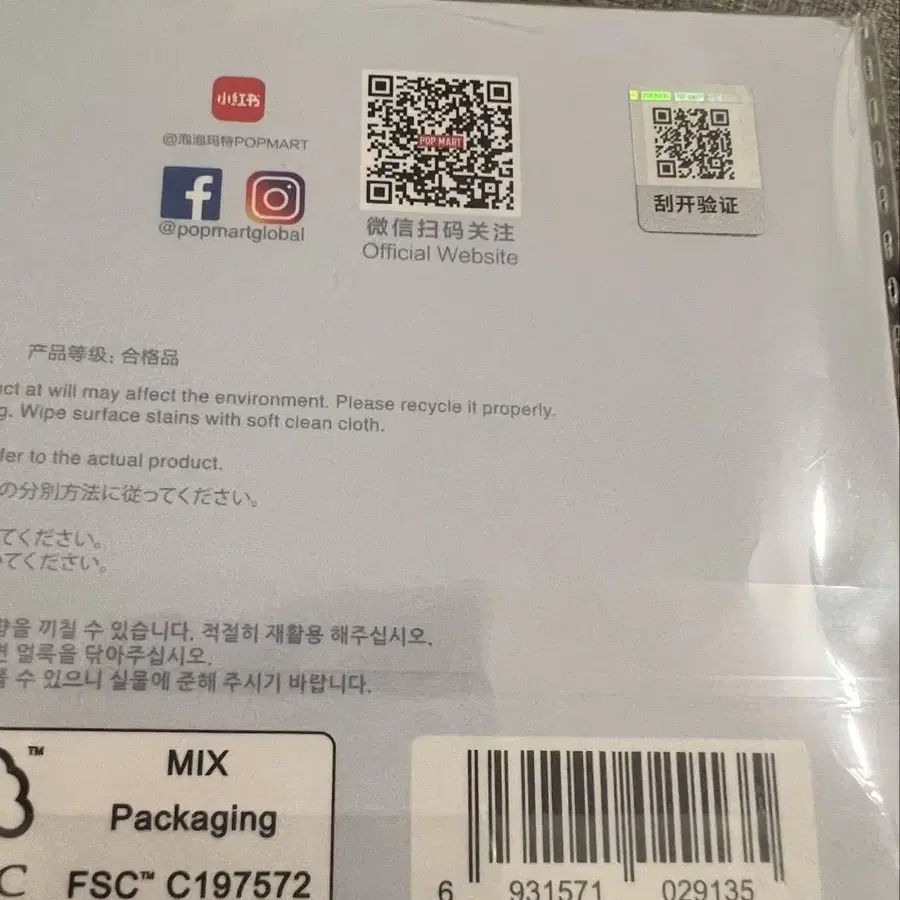 小红书
@泡泡玛特POPMART
@popmartglobal
POP MART
微信扫码关注
Official Website
刮开验证
产品等级: 合格品
uct at will may affect the environment. Please recycle it properly.
g. Wipe surface stains with soft clean cloth.
fer to the actual product.
の分別方法に従ってください。
てください。
いてください。
향을 끼칠 수 있습니다. 적절히 재활용 해주십시오.
면 얼룩을 닦아주십시오.
를 수 있으니 실물에 준해 주시기 바랍니다.
TM
MIX
Packaging
C
FSC™ C197572
6 931571 029135